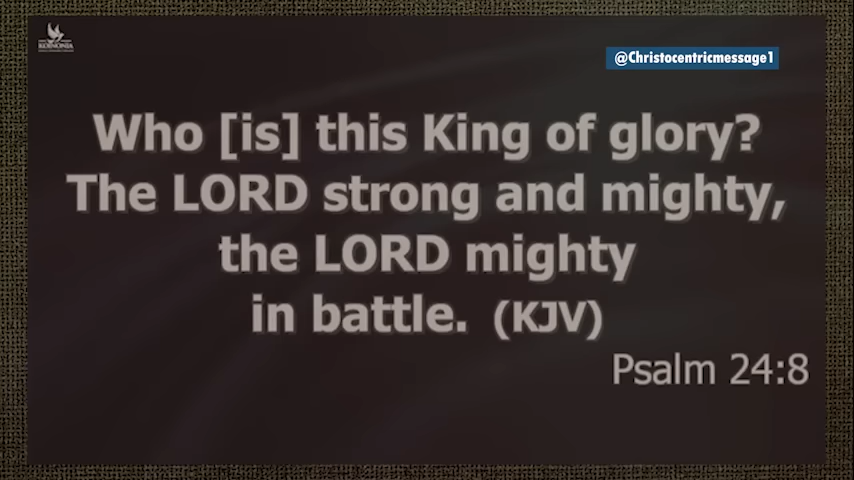 KOINONIA
@Christocentricmessage1
Who [is] this King of glory?
The LORD strong and mighty,
the LORD mighty
in battle. (KJV)
Psalm 24:8